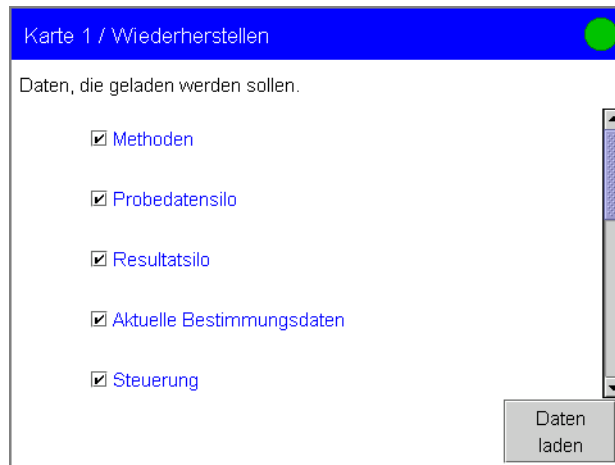 Karte 1 / Wiederherstellen
Daten, die geladen werden sollen.
Methoden
Probedatensilo
Resultatsilo
Aktuelle Bestimmungsdaten
Steuerung
Daten
laden